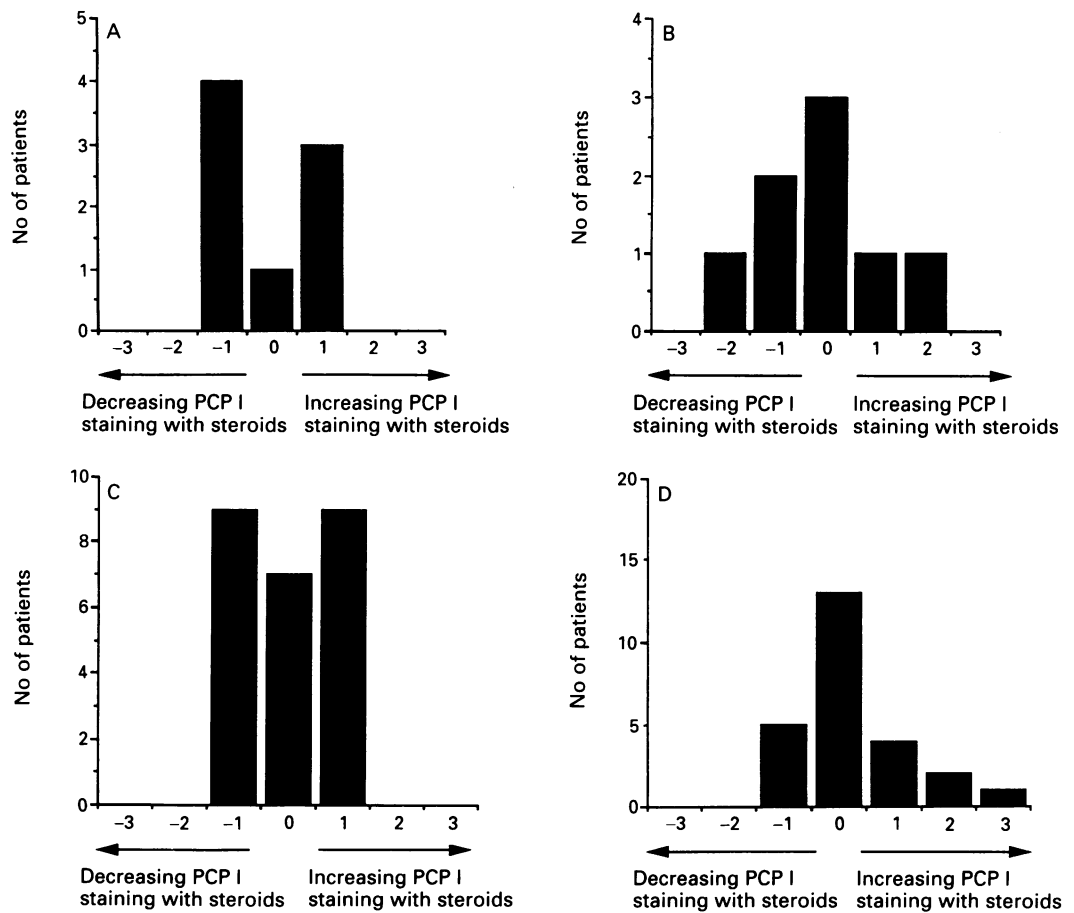 A
5
4
3
2
1
0
No of patients
−3 −2 −1 0 1 2 3
Decreasing PCP I
staining with steroids
Increasing PCP I
staining with steroids
B
4
3
2
1
0
No of patients
−3 −2 −1 0 1 2 3
Decreasing PCP I
staining with steroids
Increasing PCP I
staining with steroids
C
10
8
6
4
2
0
No of patients
−3 −2 −1 0 1 2 3
Decreasing PCP I
staining with steroids
Increasing PCP I
staining with steroids
D
20
15
10
5
0
No of patients
−3 −2 −1 0 1 2 3
Decreasing PCP I
staining with steroids
Increasing PCP I
staining with steroids